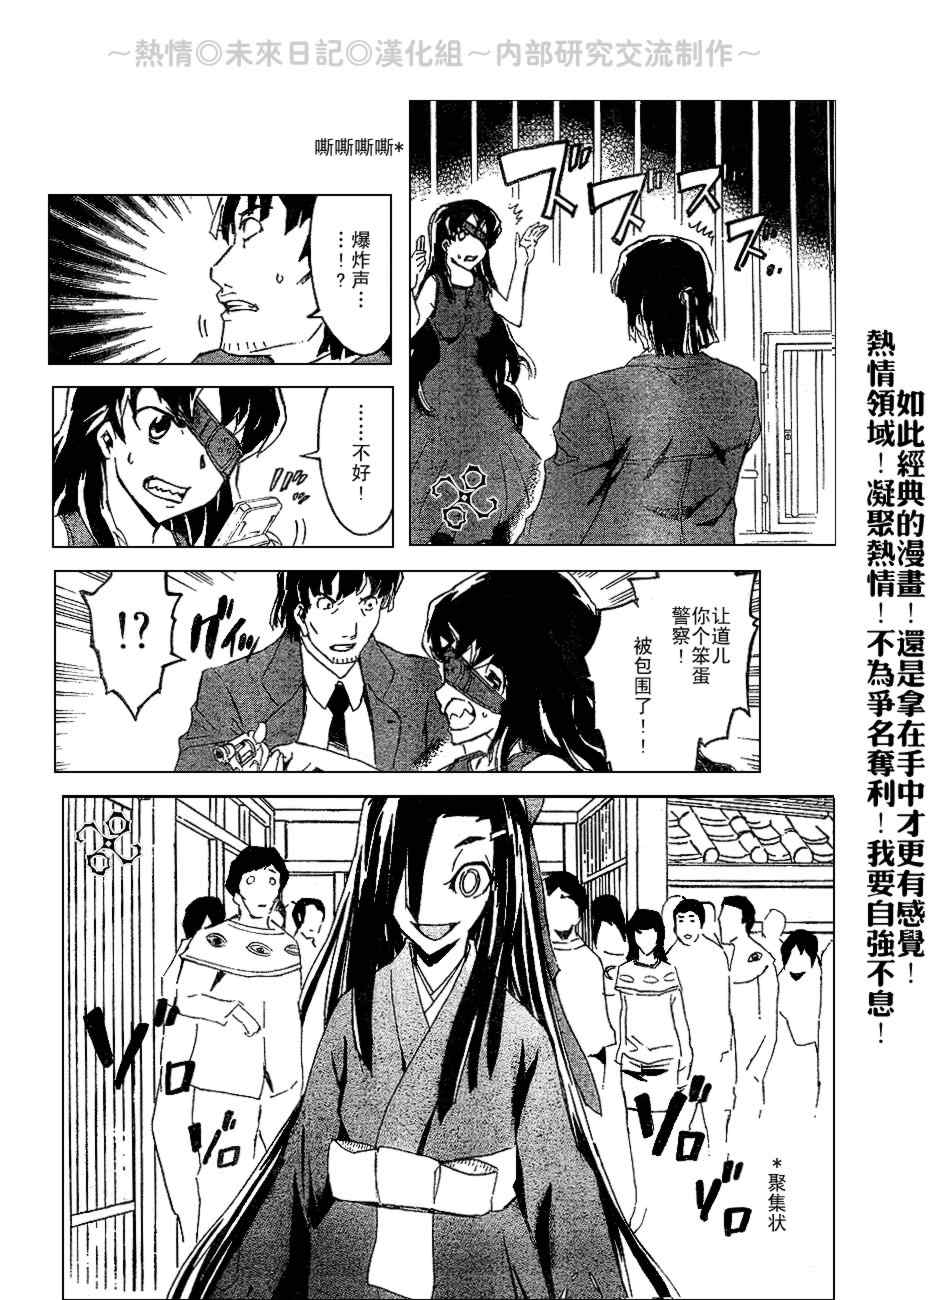 ~熱情◎未來日記◎漢化組~内部研究交流制作~
ズズズズ
嘶嘶嘶嘶*
爆炸声…
…!?
……不好!
让道儿
你个笨蛋
警察!
被包围了!!
グイッ
!?
ゾロ
ゾロ
ゾロ
ゾロ
*聚集状
如此經典的漫畫!還是拿在手中才更有感覺!
熱情領域!凝聚熱情!不為爭名奪利!我要自強不息!